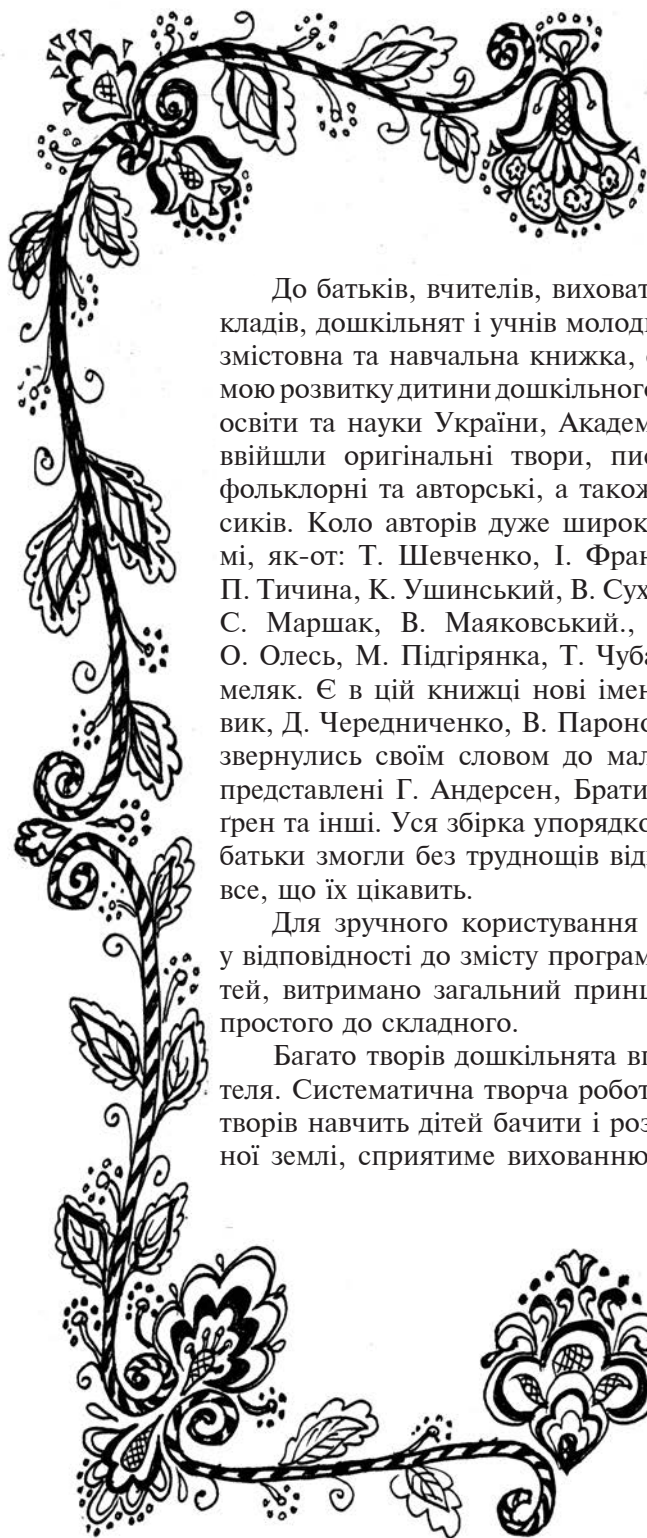 До батьків, вчителів, виховат
кладів, дошкільнят і учнів молод
змістовна та навчальна книжка,
мою розвитку дитини дошкільного
освіти та науки України, Академ
ввійшли оригінальні твори, пис
фольклорні та авторські, а також
сиків. Коло авторів дуже широк
мі, як-от: Т. Шевченко, І. Фран
П. Тичина, К. Ушинський, В. Сух
С. Маршак, В. Маяковський.,
О. Олесь, М. Підгірянка, Т. Чуба
меляк. Є в цій книжці нові імен
вик, Д. Чередниченко, В. Парон
звернулись своїм словом до мал
представлені Г. Андерсен, Брати
ґрен та інші. Уся збірка упорядко
батьки змогли без труднощів від
все, що їх цікавить.
Для зручного користування
у відповідності до змісту програм
тей, витримано загальний принц
простого до складного.
Багато творів дошкільнята вп
теля. Систематична творча робот
творів навчить дітей бачити і роз
ної землі, сприятиме вихованню